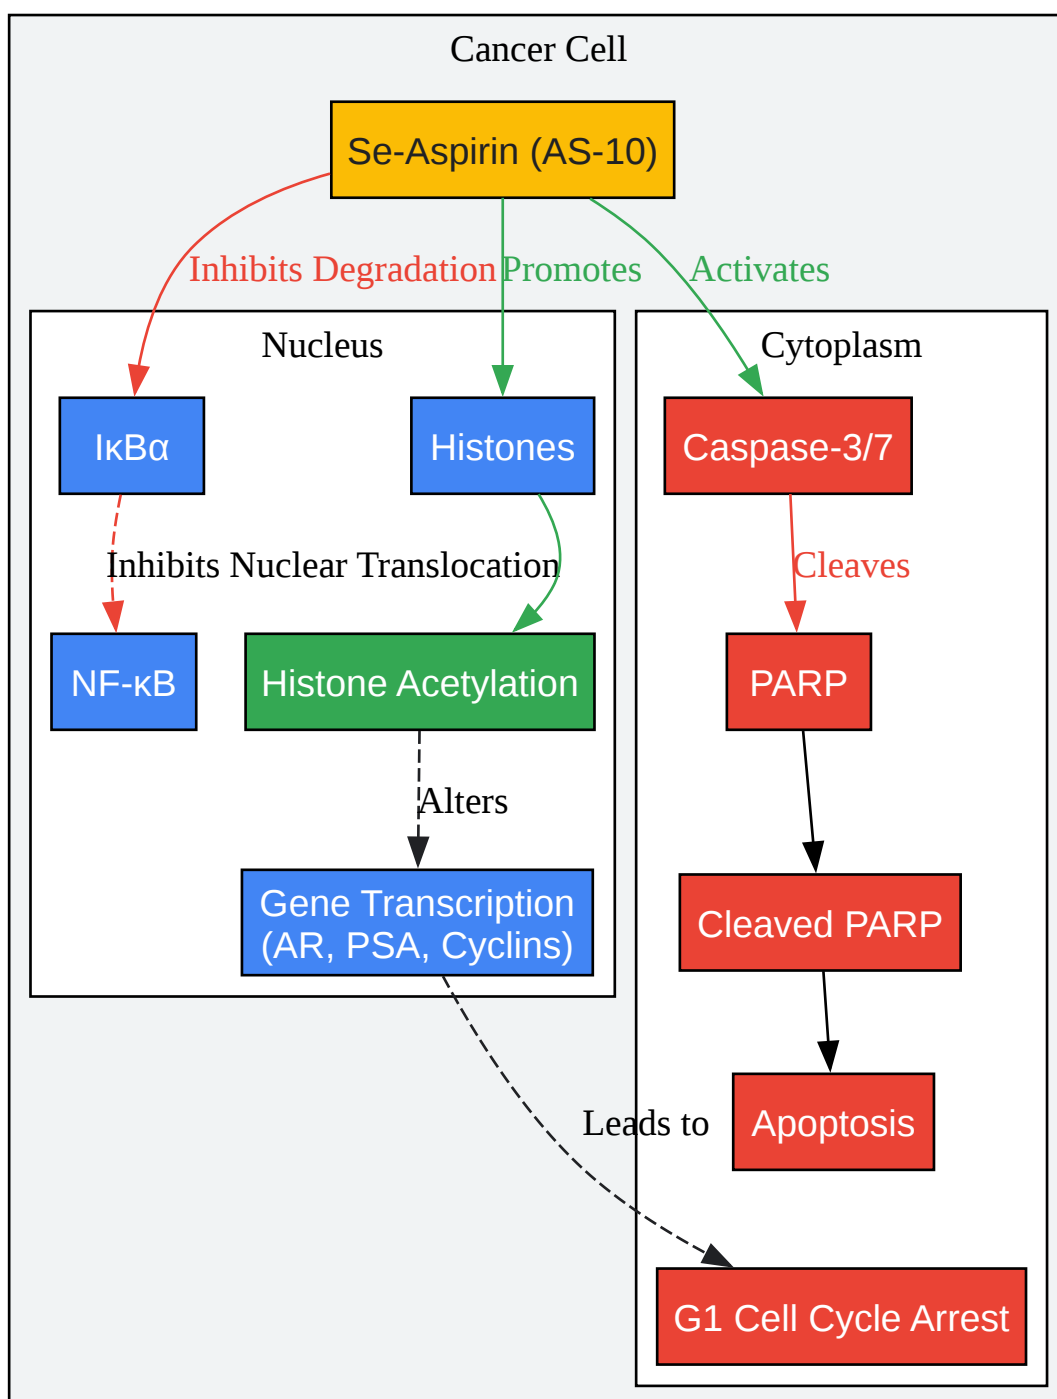 Cancer Cell
Se-Aspirin (AS-10)
Inhibits Degradation
Promotes
Activates
Nucleus
Cytoplasm
IκBα
Histones
Caspase-3/7
Inhibits Nuclear Translocation
Cleaves
NF-κB
Histone Acetylation
PARP
Alters
Gene Transcription
(AR, PSA, Cyclins)
Cleaved PARP
Leads to
Apoptosis
G1 Cell Cycle Arrest